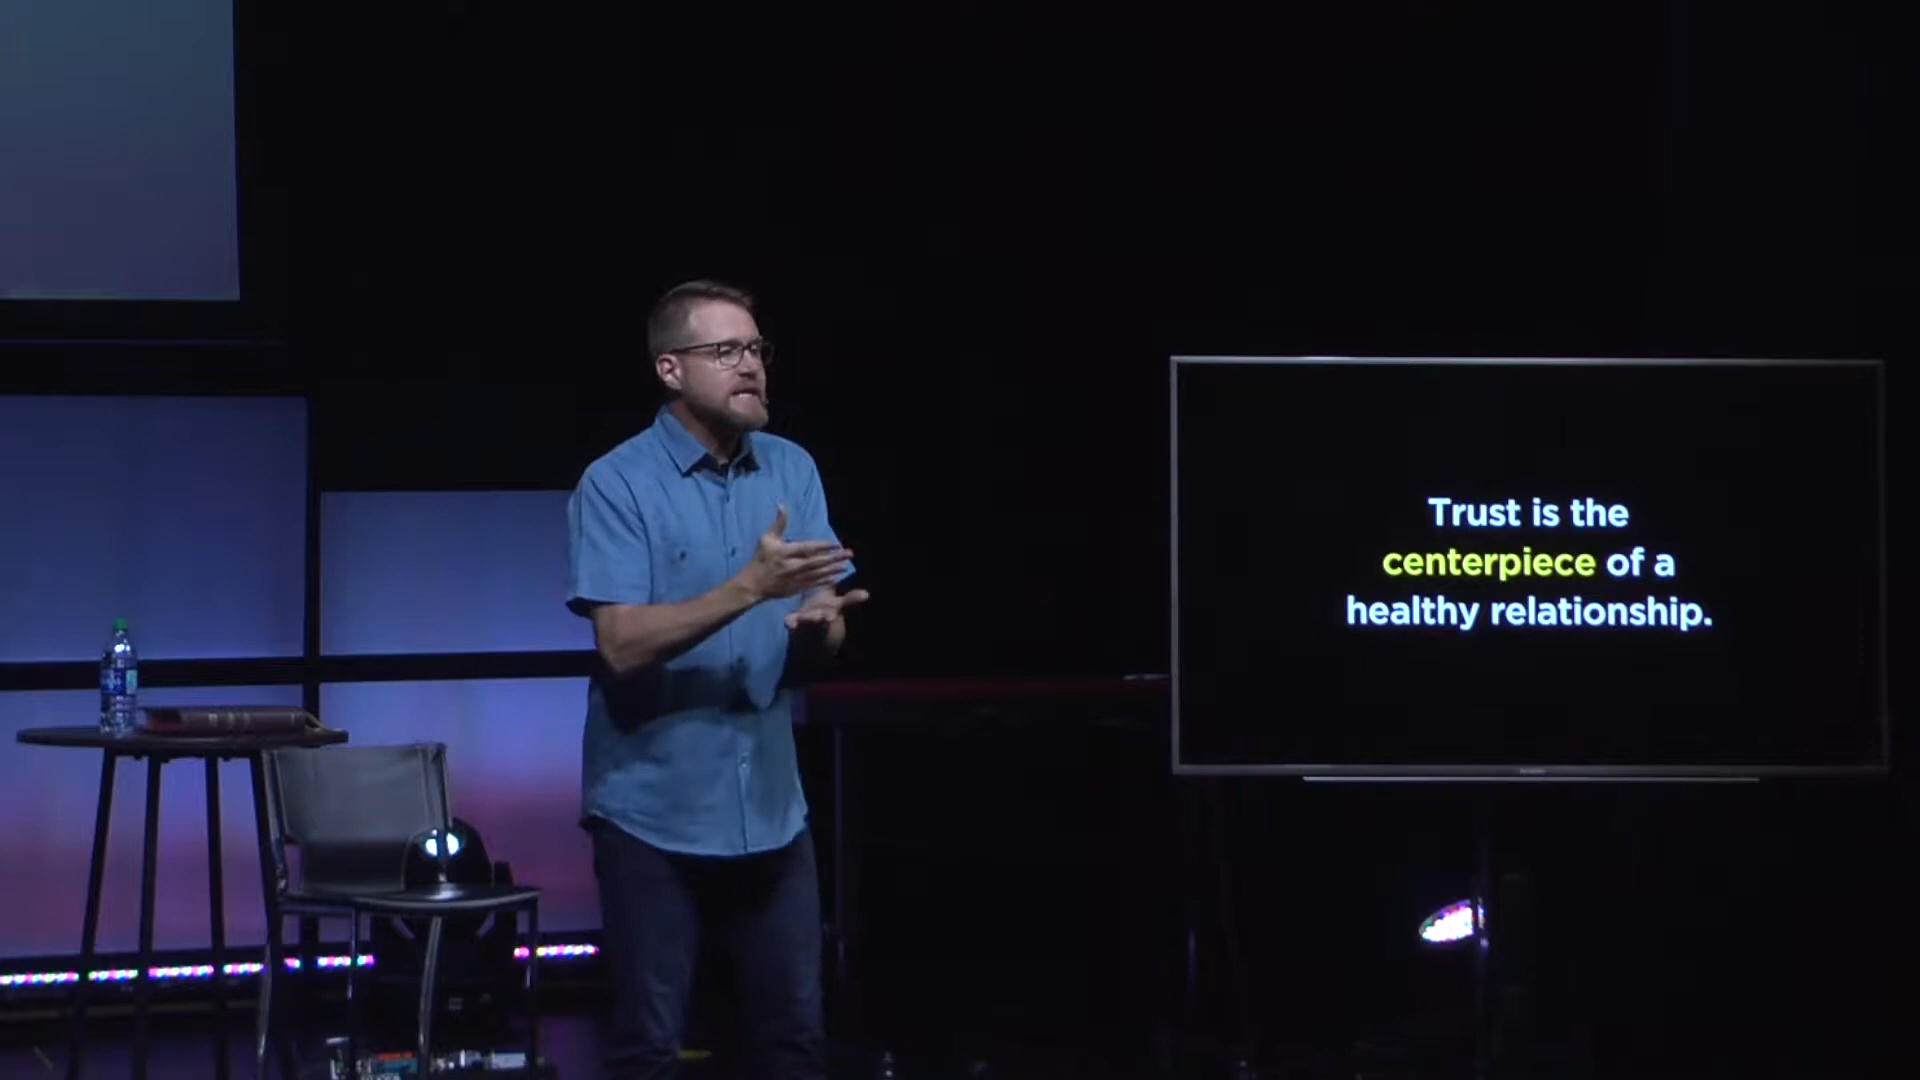 Trust is the
centerpiece of a
healthy relationship.